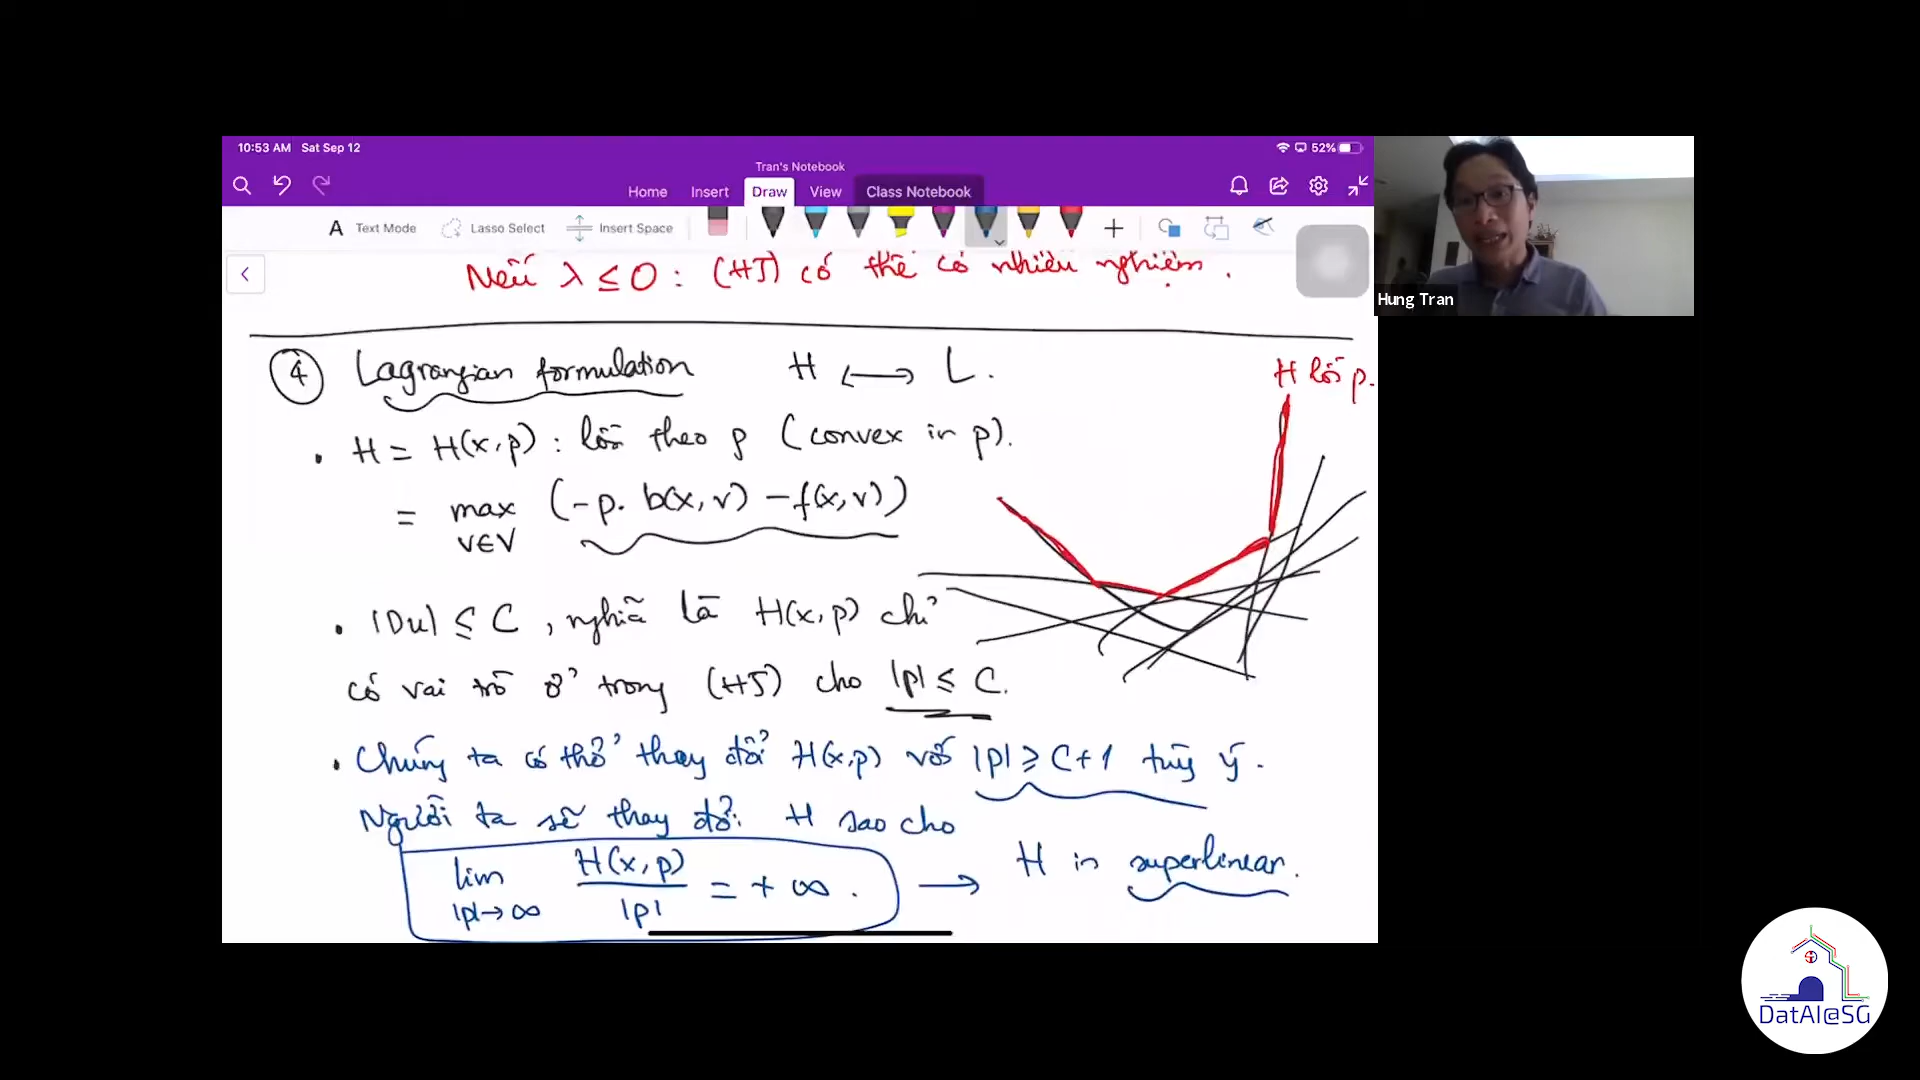 10:53 AM Sat Sep 12
52%
Tran's Notebook
Home Insert Draw View Class Notebook
A Text Mode Lasso Select Insert Space
Hung Tran
Nếu λ ≤ 0 : (HJ) có thể có nhiều nghiệm.
④ Lagrangian formulation H ⟷ L.
H lồi p.
• H = H(x,p) : lồi theo p (convex in p).
= max (-p. b(x,v) - f(x,v))
v∈V
• |Du| ≤ C, nghĩa là H(x,p) chỉ
có vai trò ở trong (HJ) cho |p| ≤ C.
• Chúng ta có thể thay đổi H(x,p) với |p| ≥ C+1 tùy ý.
Người ta sẽ thay đổi H sao cho
lim H(x,p) / |p| = + ∞. → H is superlinear.
|p|→∞
DatAI@SG